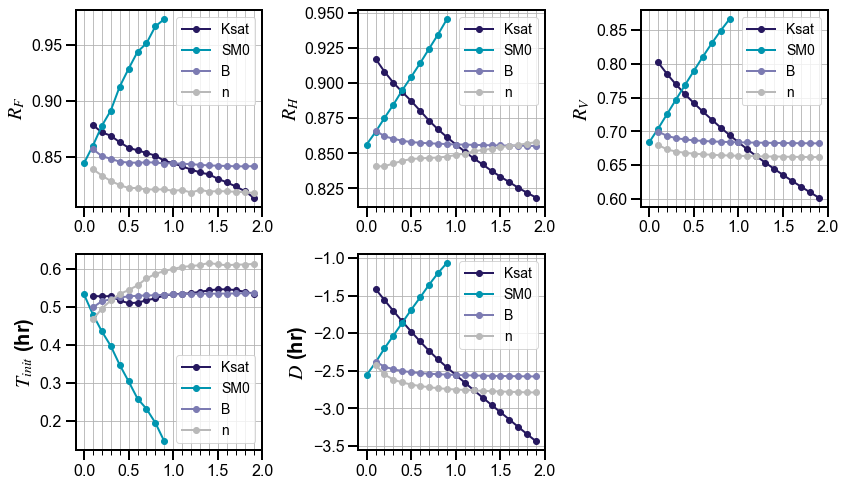 R_F
0.95
0.90
0.85
0.0 0.5 1.0 1.5 2.0
Ksat
SM0
B
n
R_H
0.950
0.925
0.900
0.875
0.850
0.825
0.0 0.5 1.0 1.5 2.0
Ksat
SM0
B
n
R_V
0.85
0.80
0.75
0.70
0.65
0.60
0.0 0.5 1.0 1.5 2.0
Ksat
SM0
B
n
T_init (hr)
0.6
0.5
0.4
0.3
0.2
0.0 0.5 1.0 1.5 2.0
Ksat
SM0
B
n
D (hr)
−1.0
−1.5
−2.0
−2.5
−3.0
−3.5
0.0 0.5 1.0 1.5 2.0
Ksat
SM0
B
n